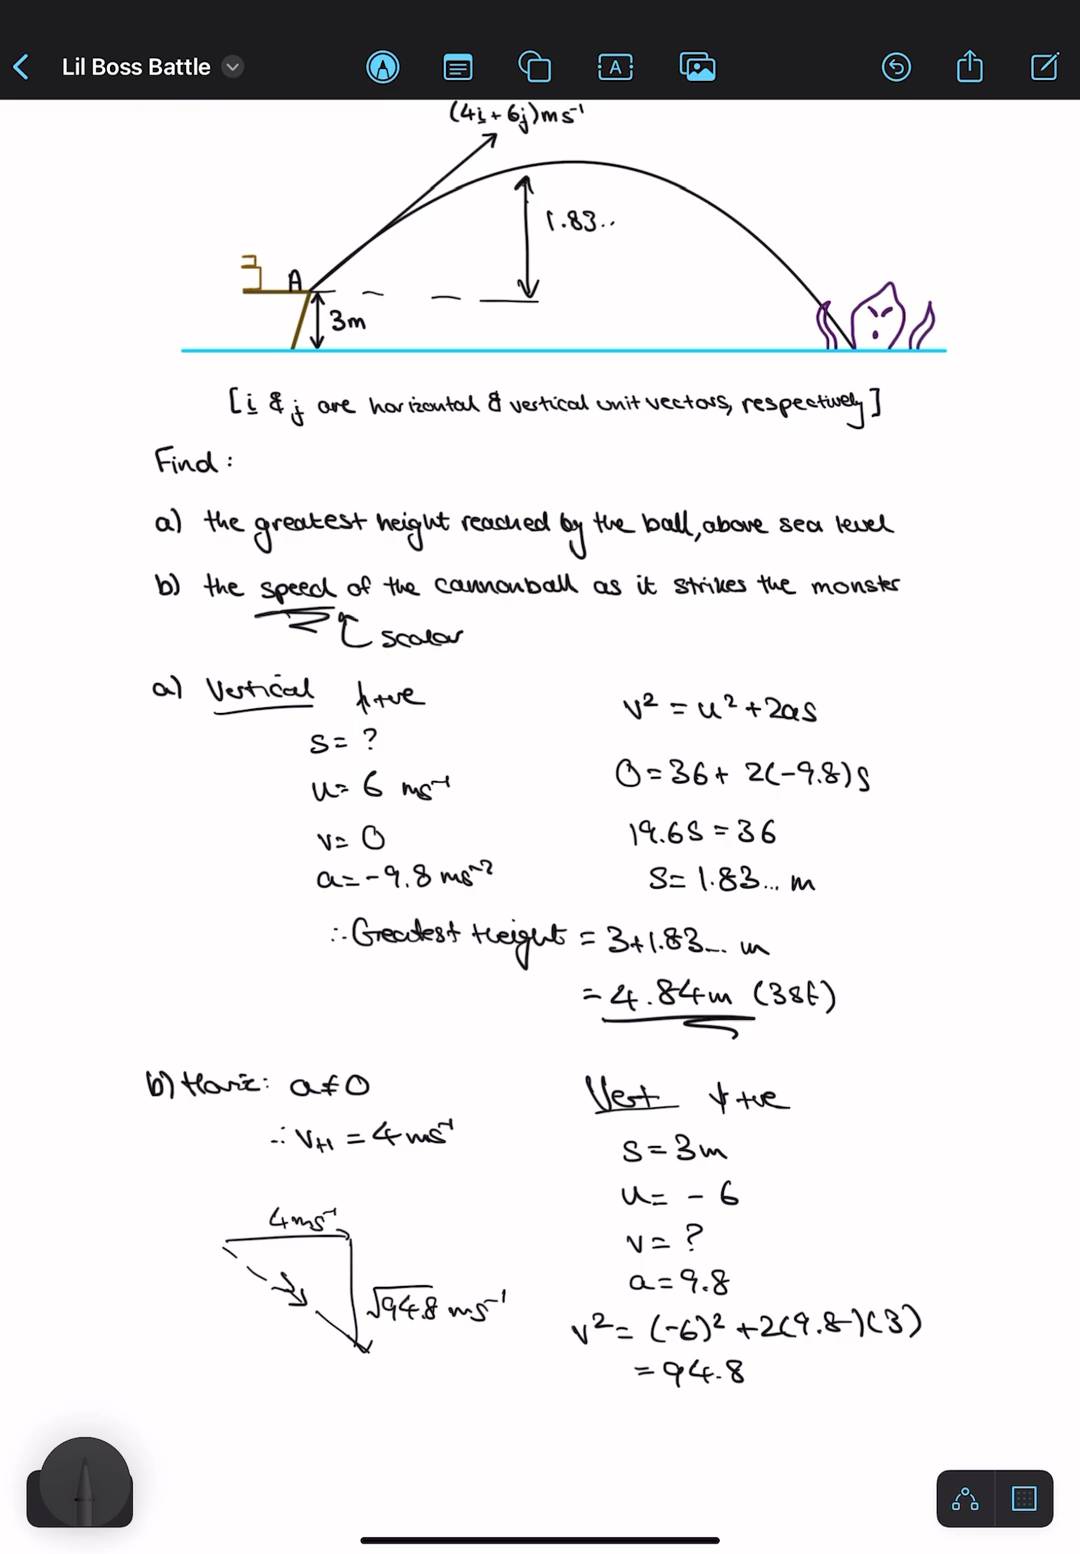 Lil Boss Battle
(4i + 6j) ms⁻¹
1.83..
A
3m
[i & j are horizontal & vertical unit vectors, respectively]
Find :
a) the greatest height reached by the ball, above sea level
b) the speed of the cannonball as it strikes the monster
scalar
a) Vertical ↑+ve
s = ?
u = 6 ms⁻¹
v = 0
a = -9.8 ms⁻²
v² = u² + 2as
0 = 36 + 2(-9.8)s
19.6s = 36
s = 1.83... m
∴ Greatest Height = 3+1.83... m
= 4.84m (3sf)
b) Horiz: a≠0
∴ v_H = 4 ms⁻¹
4ms⁻¹
√94.8 ms⁻¹
Vert ↓+ve
s = 3m
u = - 6
v = ?
a = 9.8
v² = (-6)² + 2(9.8)(3)
= 94.8